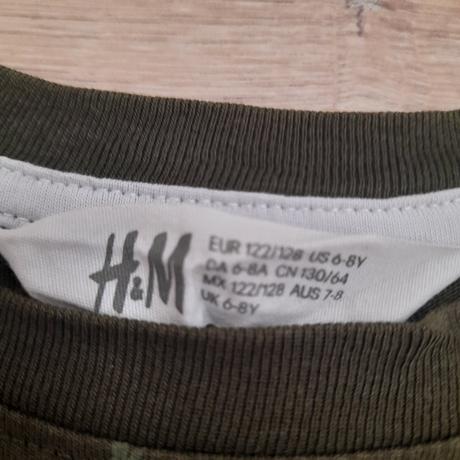 H&M
EUR 122/128 US 6-8Y
DA 6-8A CN 130/64
MX 122/128 AUS 7-8
UK 6-8Y